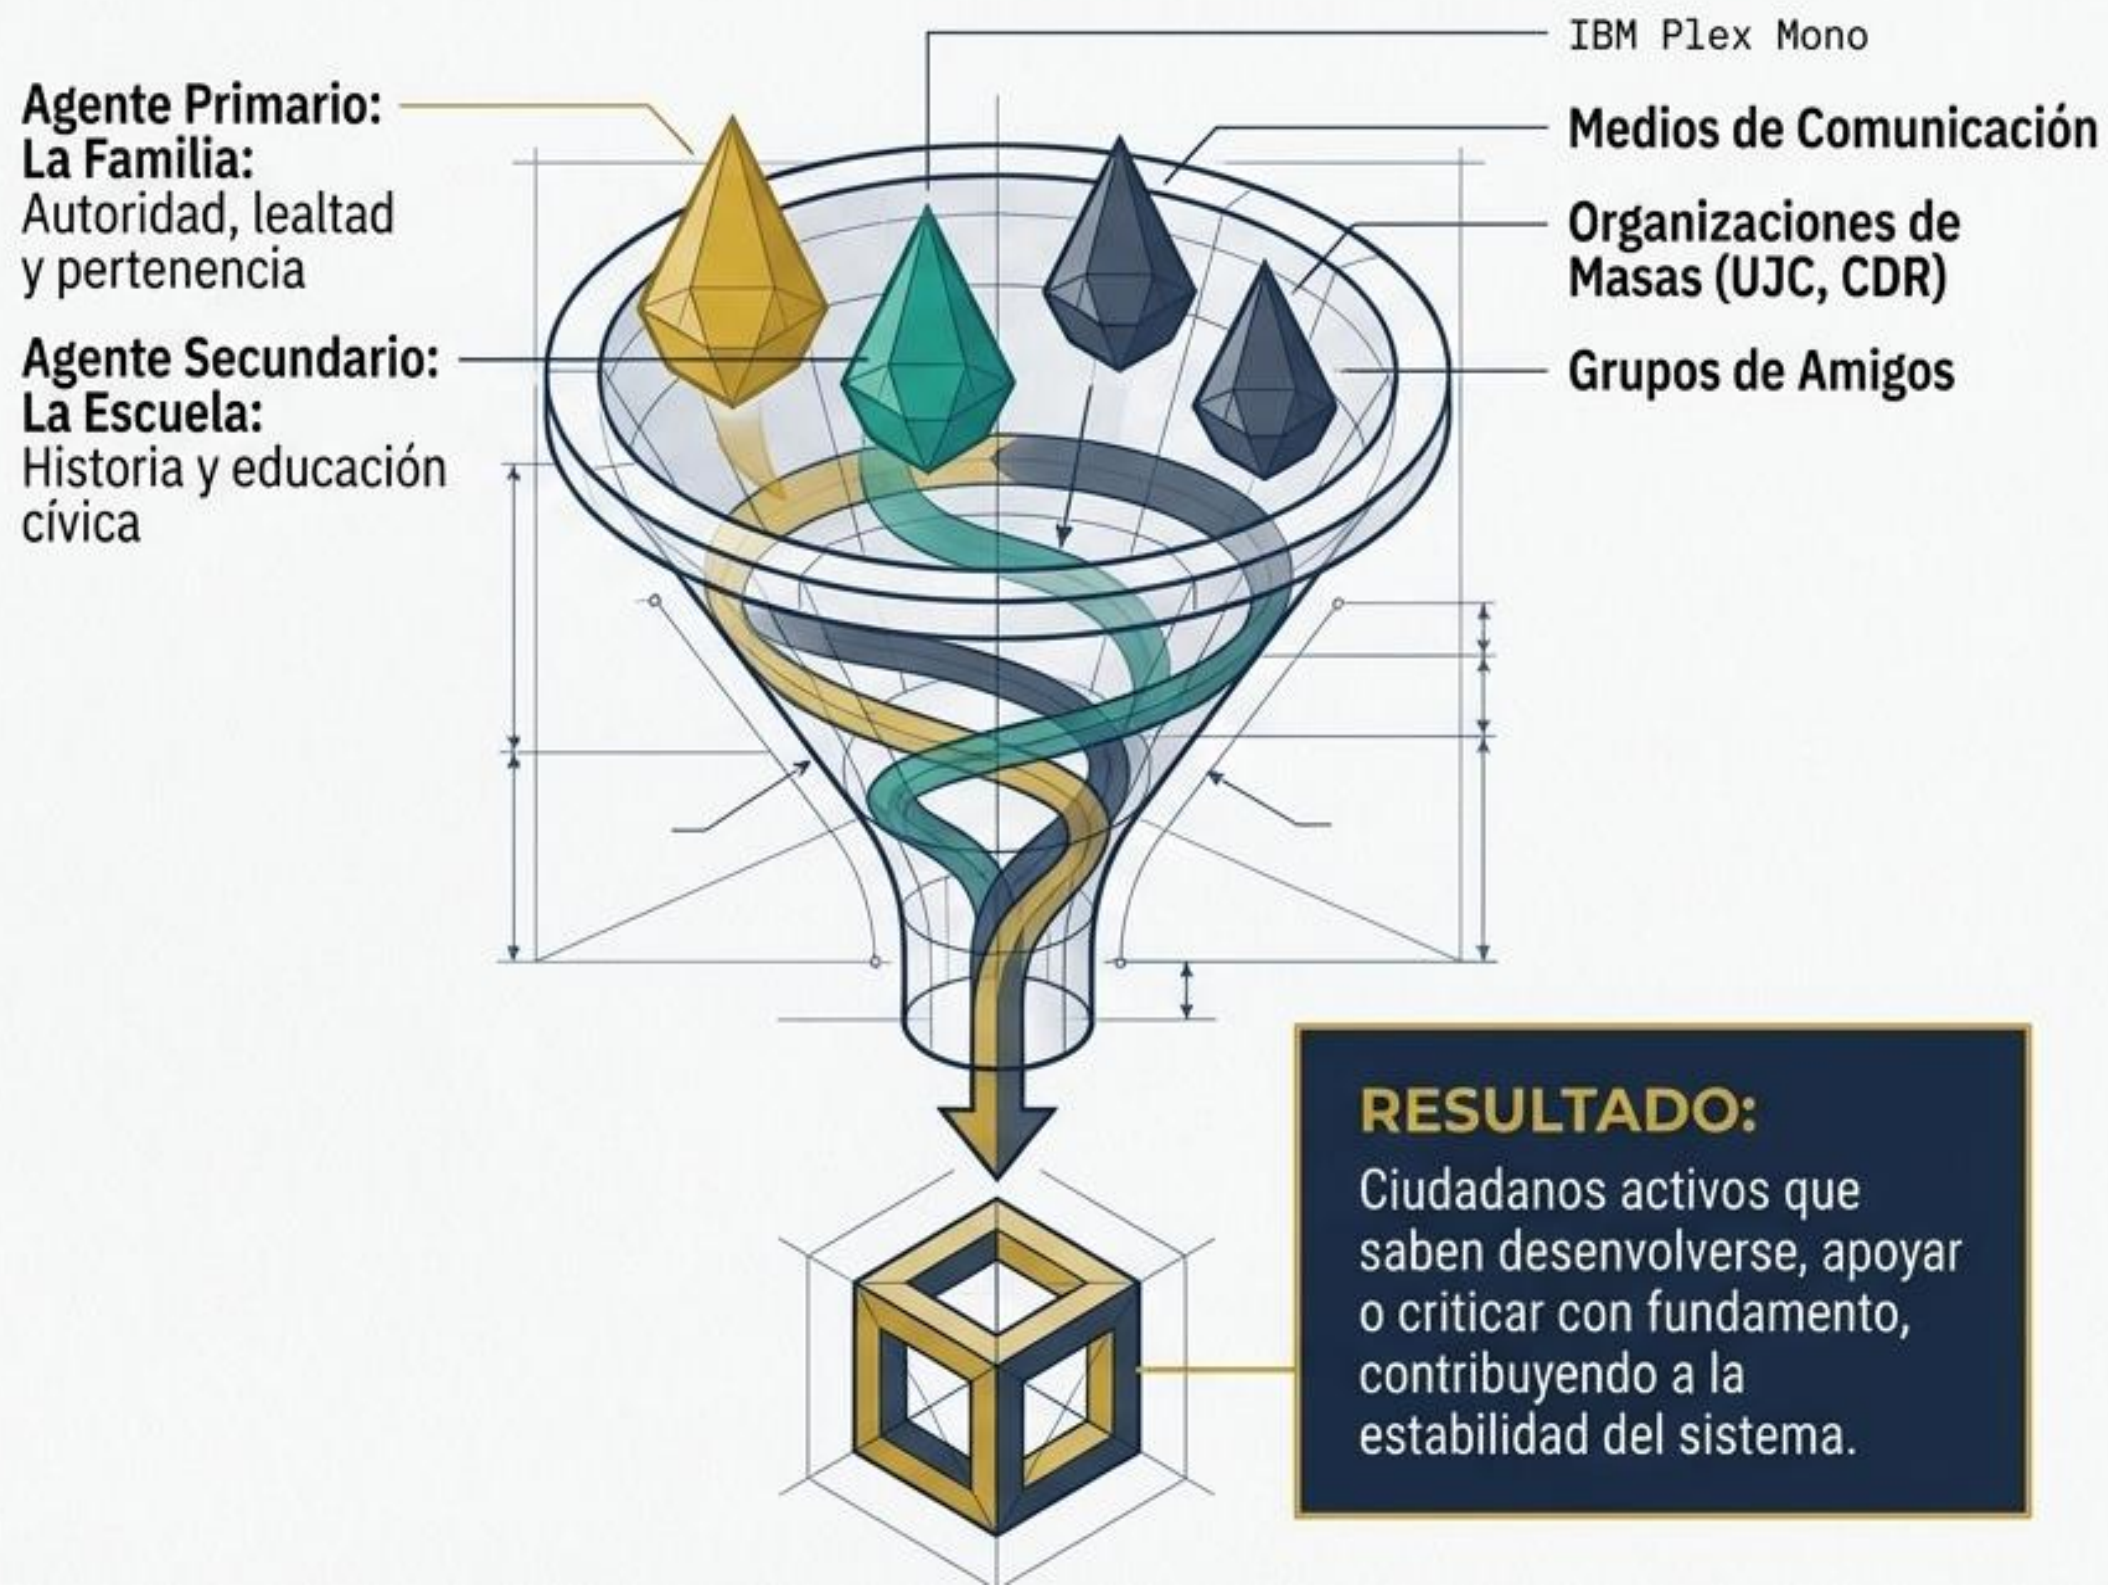 Agente Primario:
La Familia:
Autoridad, lealtad
y pertenencia
Agente Secundario:
La Escuela:
Historia y educación
cívica
IBM Plex Mono
Medios de Comunicación
Organizaciones de
Masas (UJC, CDR)
Grupos de Amigos
RESULTADO:
Ciudadanos activos que
saben desenvolverse, apoyar
o criticar con fundamento,
contribuyendo a la
estabilidad del sistema.